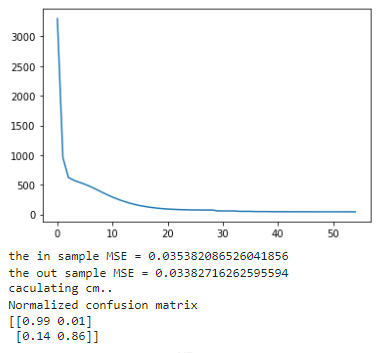 3000
2500
2000
1500
1000
500
0
0 10 20 30 40 50
the in sample MSE = 0.035382086526041856
the out sample MSE = 0.03382716262595594
caculating cm..
Normalized confusion matrix
[[0.99 0.01]
[0.14 0.86]]